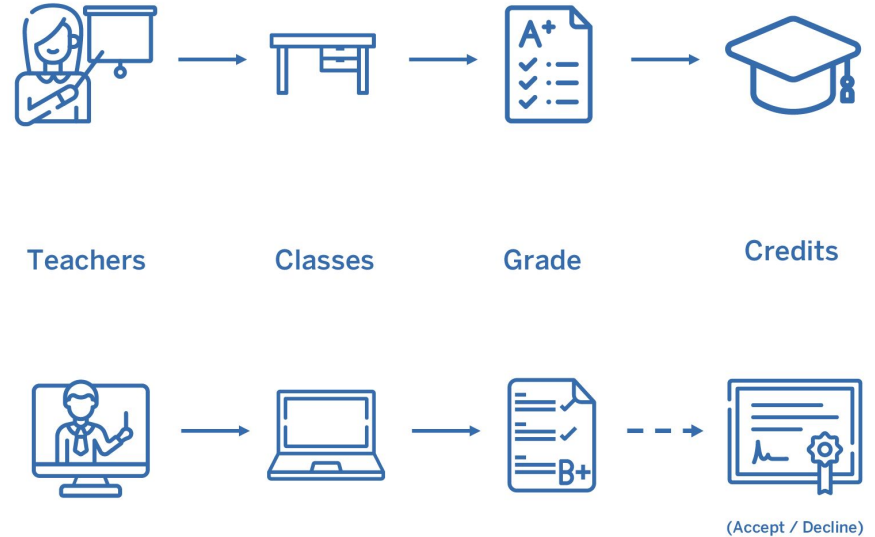 A+
Teachers
Classes
Grade
Credits
B+
(Accept / Decline)